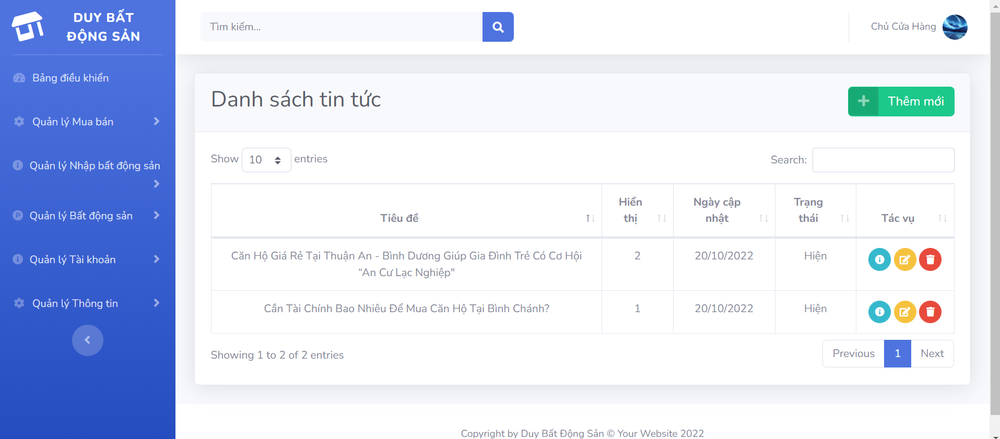 DUY BẤT
ĐỘNG SẢN
Bảng điều khiển
Quản lý Mua bán
Quản lý Nhập bất động sản
Quản lý Bất động sản
Quản lý Tài khoản
Quản lý Thông tin
Tìm kiếm...
Chủ Cửa Hàng
Danh sách tin tức
Thêm mới
Show 10 entries
Search:
Tiêu đề
Hiển
thị
Ngày cập
nhật
Trạng
thái
Tác vụ
Căn Hộ Giá Rẻ Tại Thuận An - Bình Dương Giúp Gia Đình Trẻ Có Cơ Hội
“An Cư Lạc Nghiệp"
2
20/10/2022
Hiện
Cần Tài Chính Bao Nhiêu Để Mua Căn Hộ Tại Bình Chánh?
1
20/10/2022
Hiện
Showing 1 to 2 of 2 entries
Previous 1 Next
Copyright by Duy Bất Động Sản © Your Website 2022